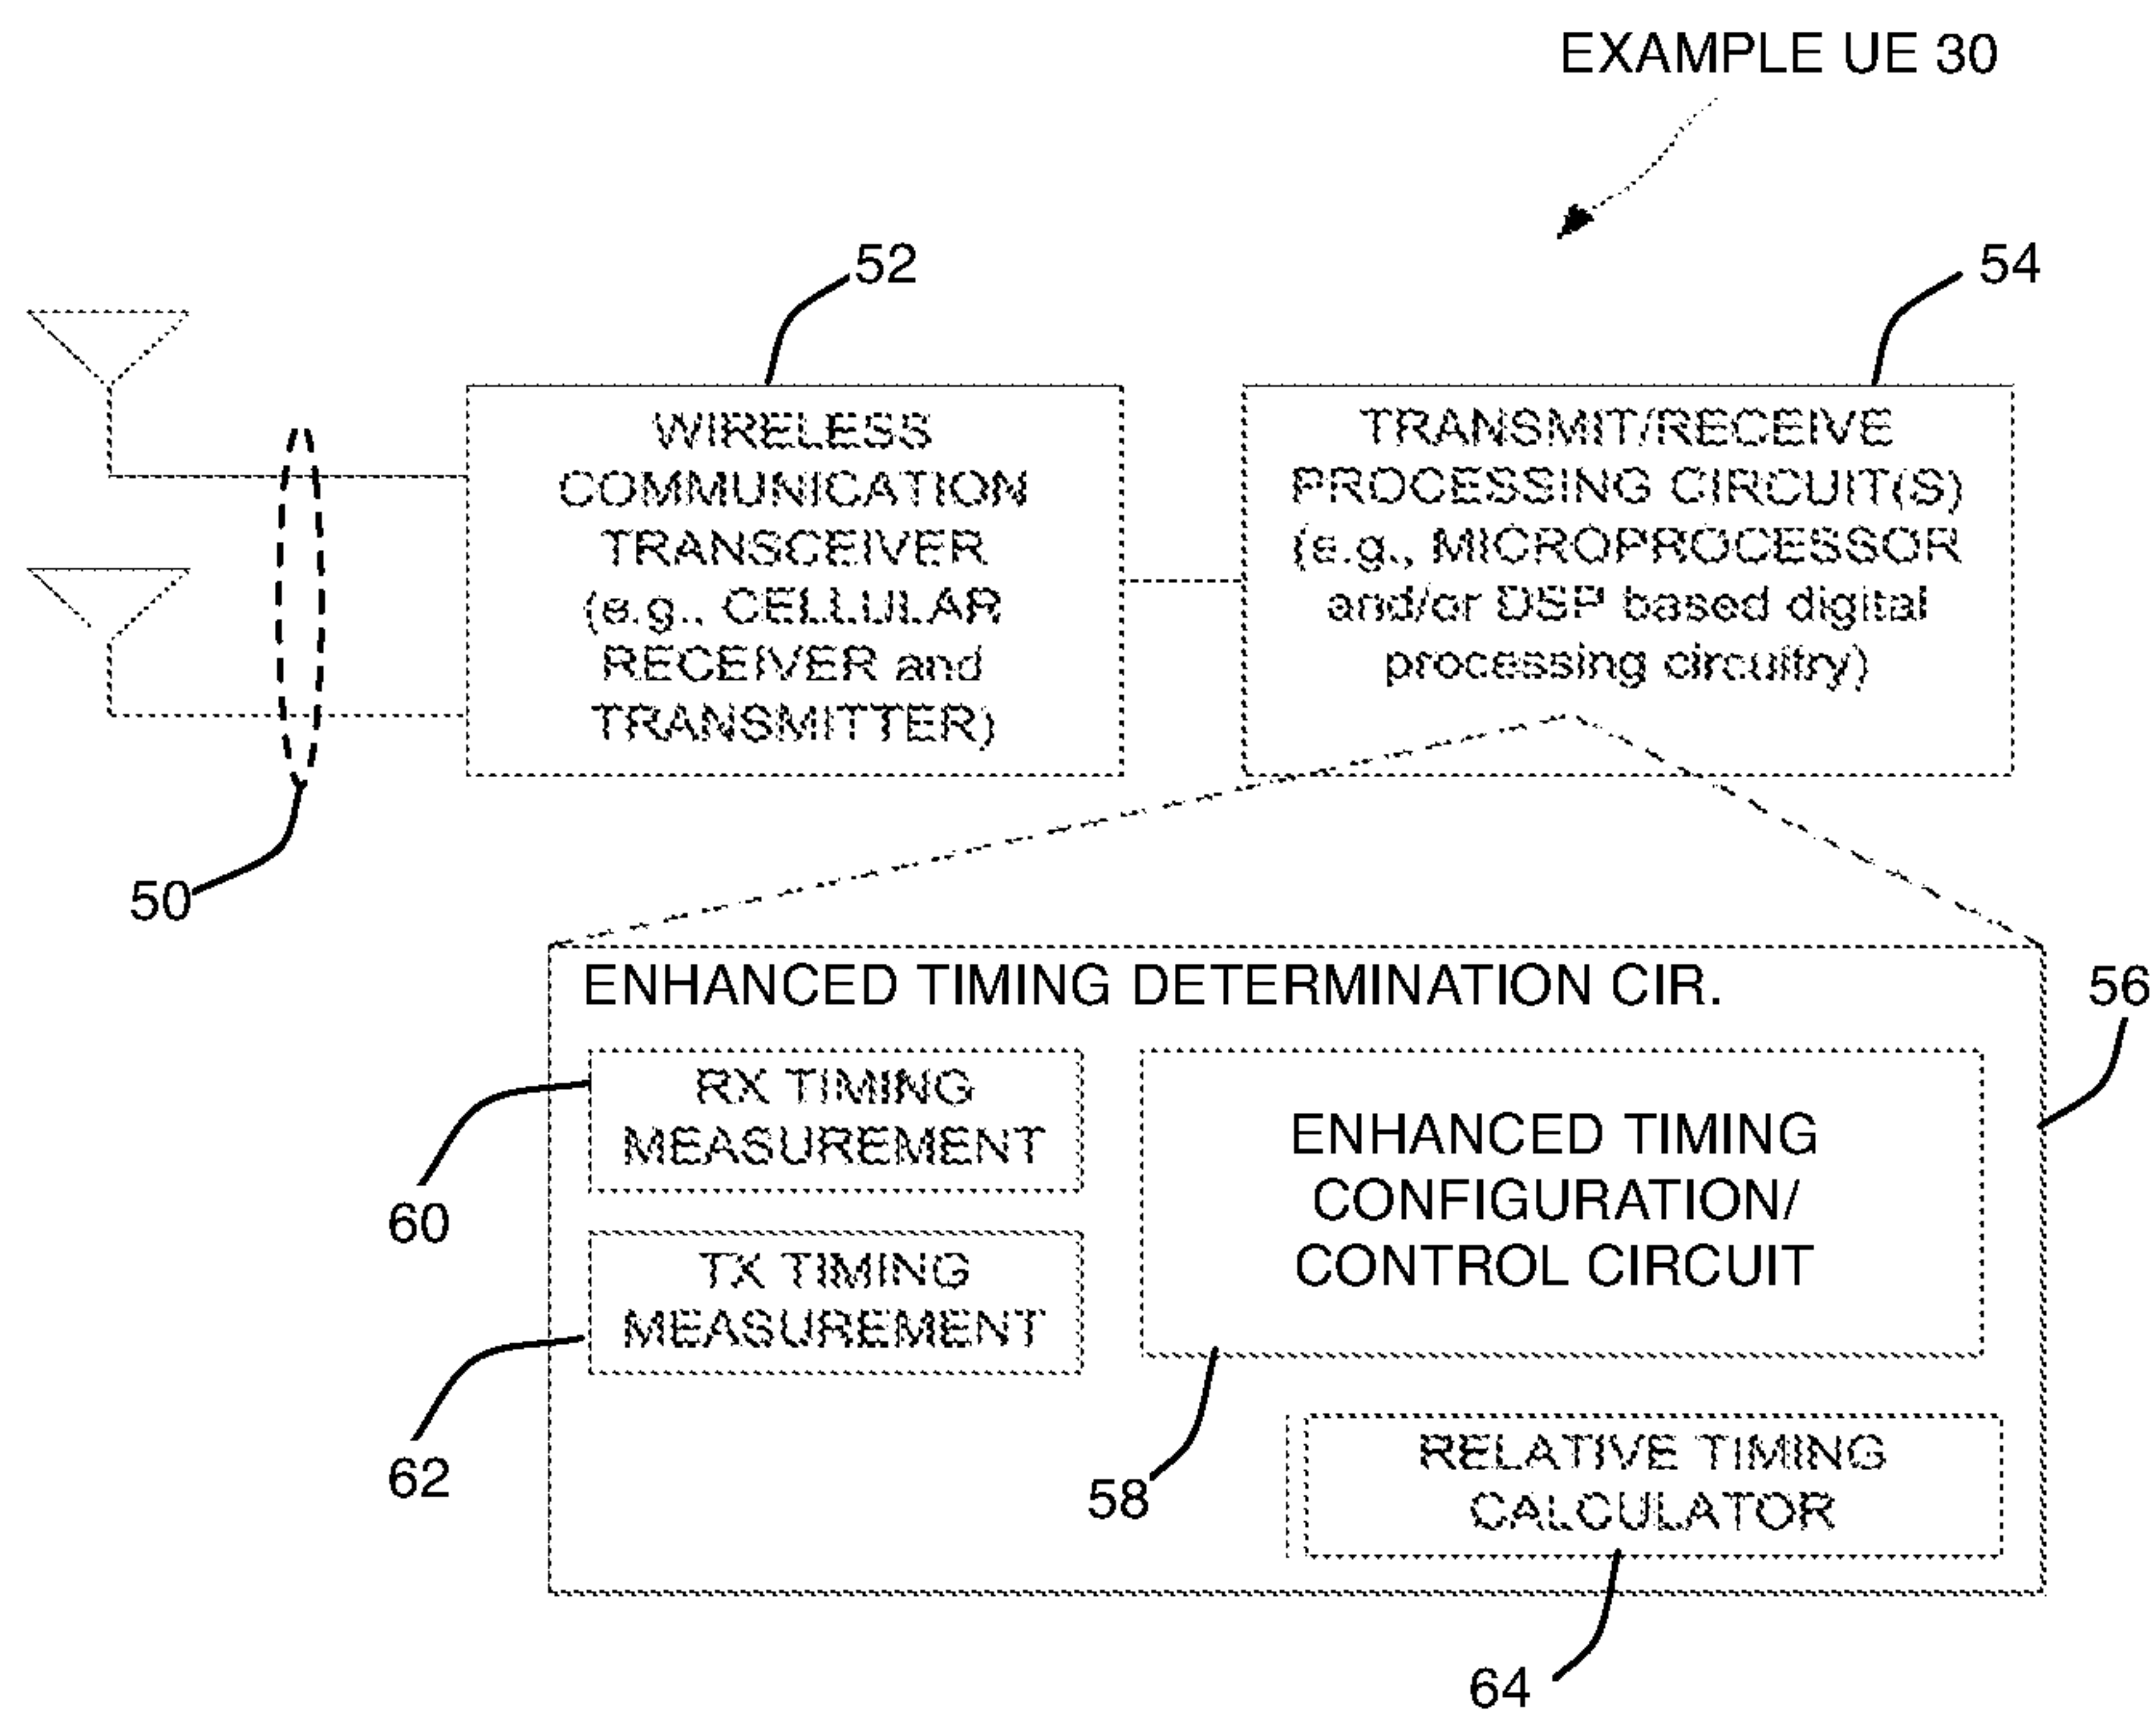 EXAMPLE UE 30
52
54
WIRELESS
COMMUNICATION
TRANSCEIVER
(e.g., CELLULAR
RECEIVER and
TRANSMITTER)
TRANSMIT/RECEIVE
PROCESSING CIRCUIT(S)
(e.g., MICROPROCESSOR
and/or DSP based digital
processing circuitry)
50
ENHANCED TIMING DETERMINATION CIR.
56
RX TIMING
MEASUREMENT
60
TX TIMING
MEASUREMENT
62
ENHANCED TIMING
CONFIGURATION/
CONTROL CIRCUIT
58
RELATIVE TIMING
CALCULATOR
64